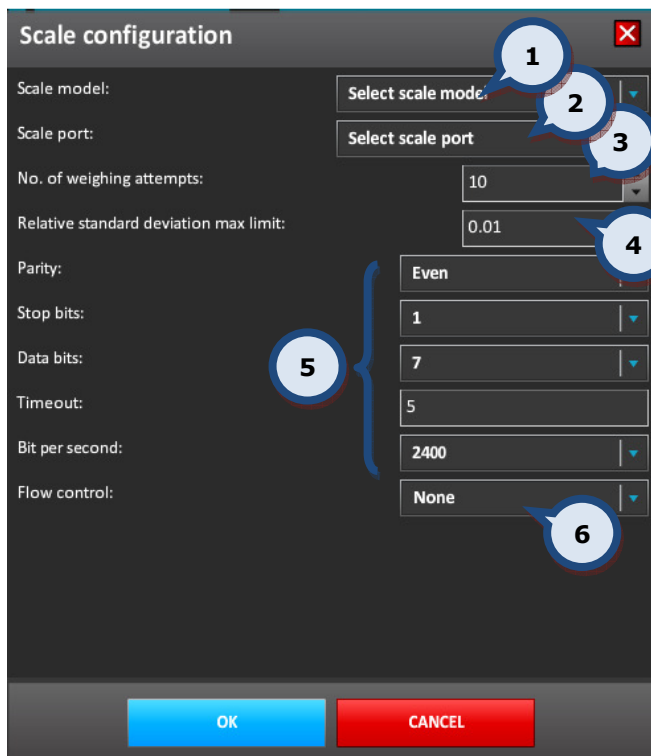 Scale configuration
1
Scale model:
Select scale model
2
Scale port:
Select scale port
3
No. of weighing attempts:
10
Relative standard deviation max limit:
0.01
4
Parity:
Even
Stop bits:
1
Data bits:
7
5
Timeout:
5
Bit per second:
2400
Flow control:
None
6
OK
CANCEL